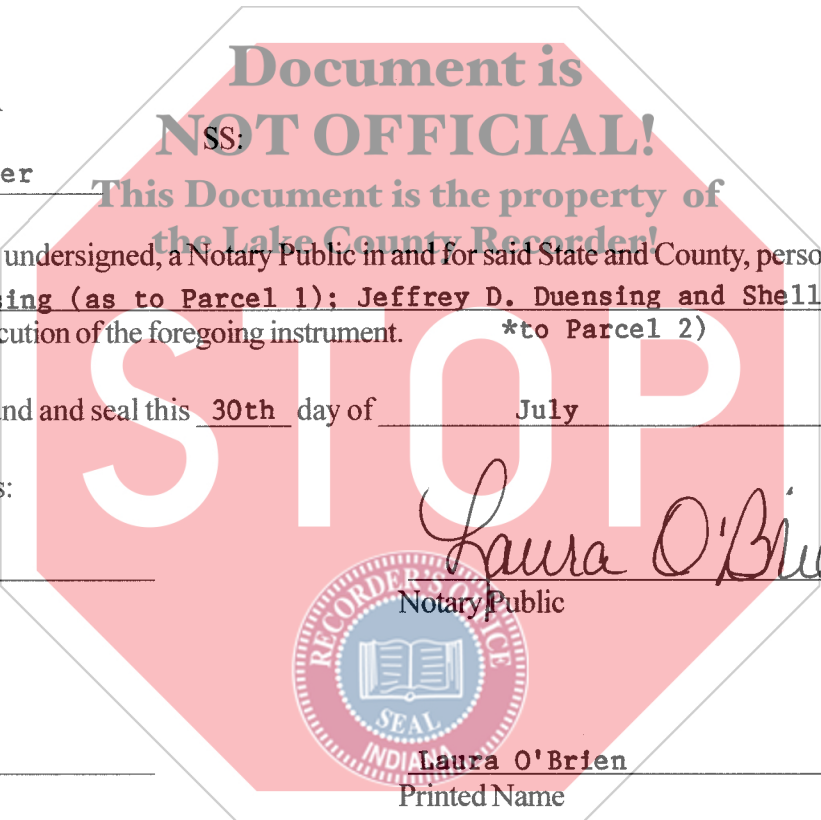 Document is
NOT OFFICIAL!
SS:
er
This Document is the property of
the Lake County Recorder!
undersigned, a Notary Public in and for said State and County, perso
sing (as to Parcel 1); Jeffrey D. Duensing and Shell
cution of the foregoing instrument. *to Parcel 2)
STOP
nd and seal this 30th day of July
s:
Laura O'Brie
Notary Public
RECORDER'S OFFICE
SEAL
INDIANA
Laura O'Brien
Printed Name